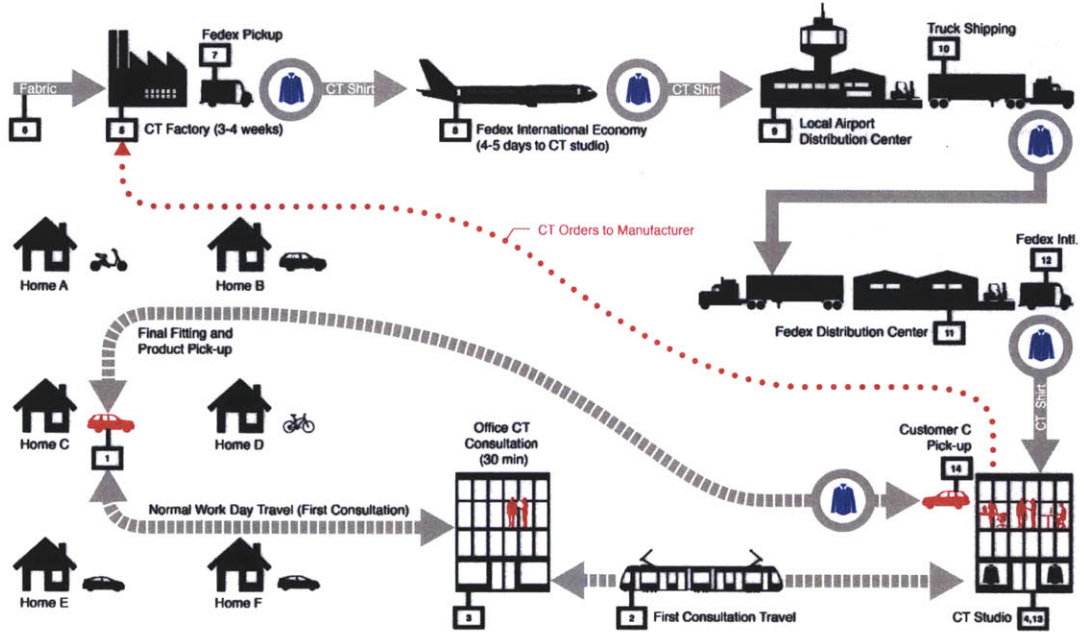 Fedex Pickup
7
Truck Shipping
10
Fabric
CT Shirt
CT Shirt
6
5
CT Factory (3-4 weeks)
8
Fedex International Economy
(4-5 days to CT studio)
9
Local Airport
Distribution Center
CT Orders to Manufacturer
Fedex Intl.
12
Home A
Home B
Fedex Distribution Center
11
Final Fitting and
Product Pick-up
CT Shirt
Home C
Home D
1
Office CT
Consultation
(30 min)
Customer C
Pick-up
14
Normal Work Day Travel (First Consultation)
Home E
Home F
3
2
First Consultation Travel
CT Studio
4,13